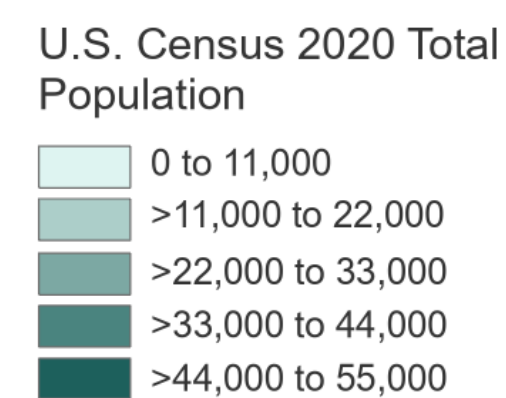 U.S. Census 2020 Total
Population
0 to 11,000
>11,000 to 22,000
>22,000 to 33,000
>33,000 to 44,000
>44,000 to 55,000